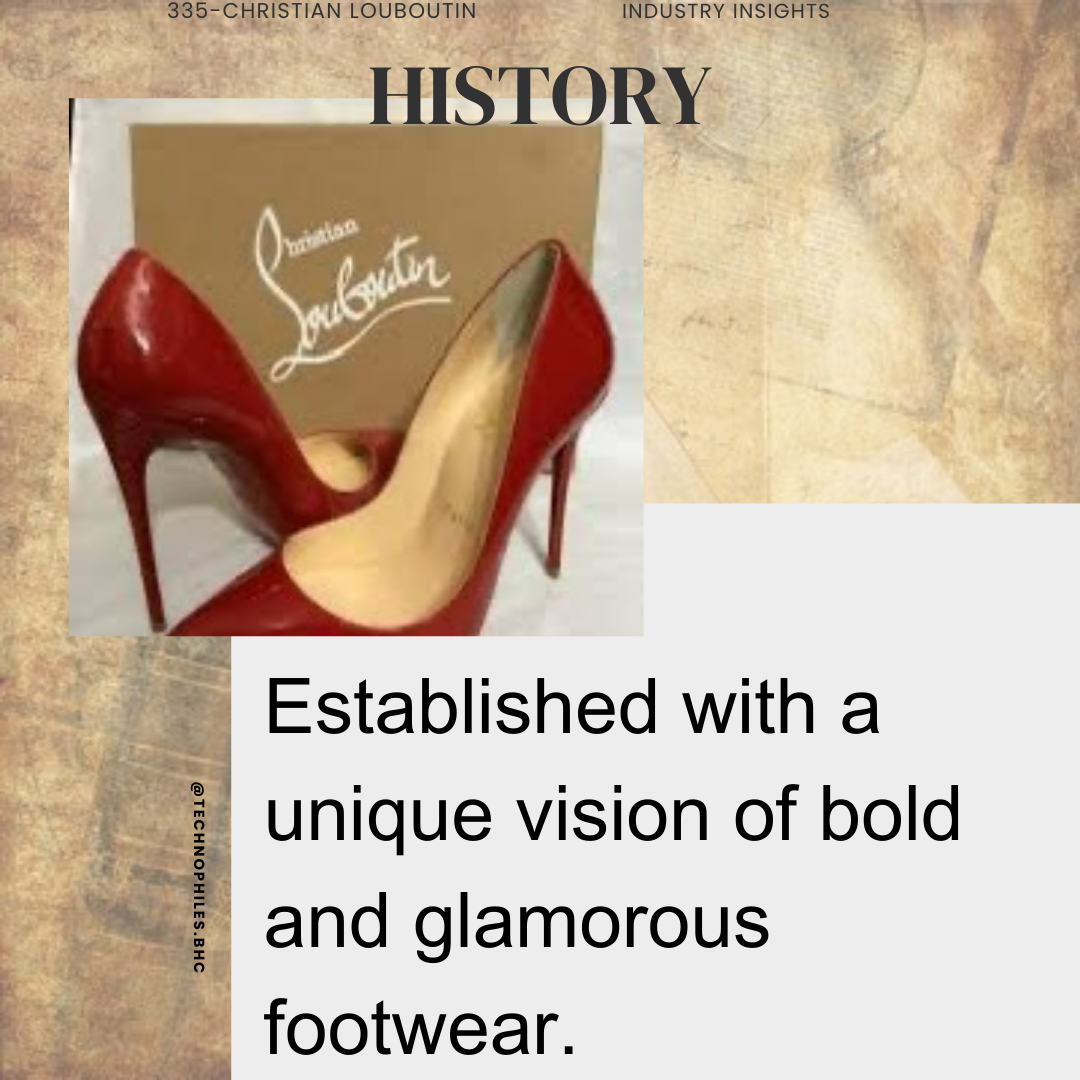 335-CHRISTIAN LOUBOUTIN
INDUSTRY INSIGHTS
HISTORY
Christian
Louboutin
Established with a
unique vision of bold
and glamorous
footwear.
@TECHNOPHILES.BHC